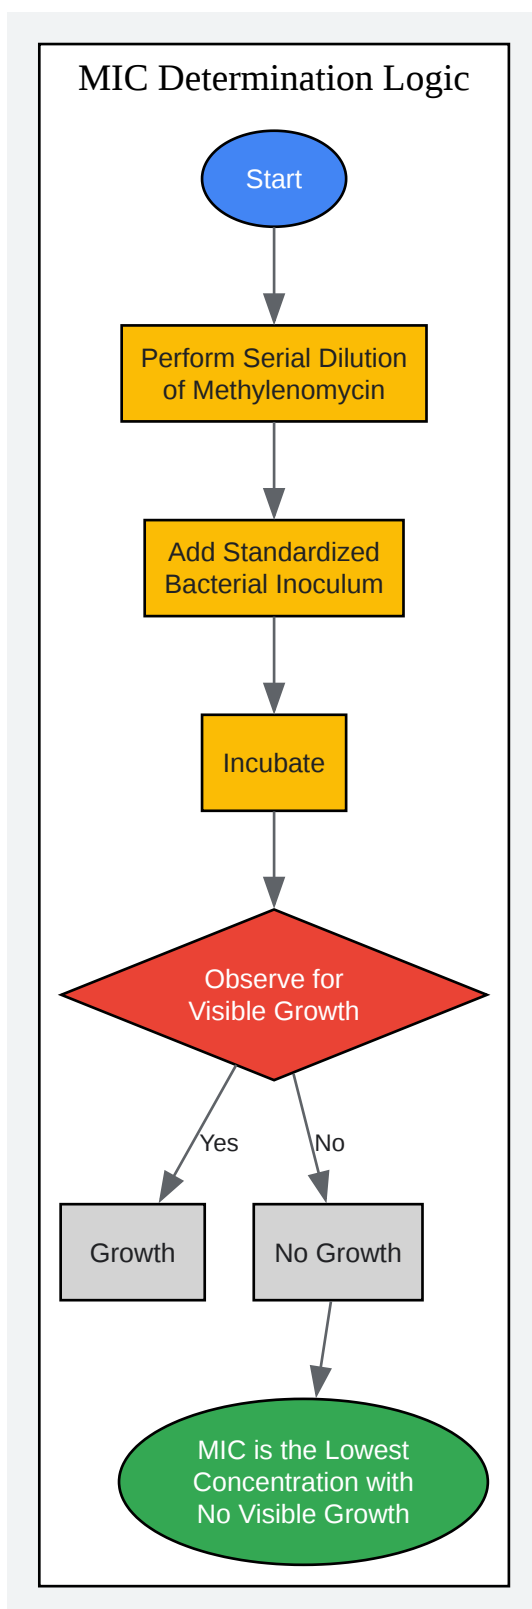 MIC Determination Logic
Start
Perform Serial Dilution
of Methylenomycin
Add Standardized
Bacterial Inoculum
Incubate
Observe for
Visible Growth
Yes
No
Growth
No Growth
MIC is the Lowest
Concentration with
No Visible Growth